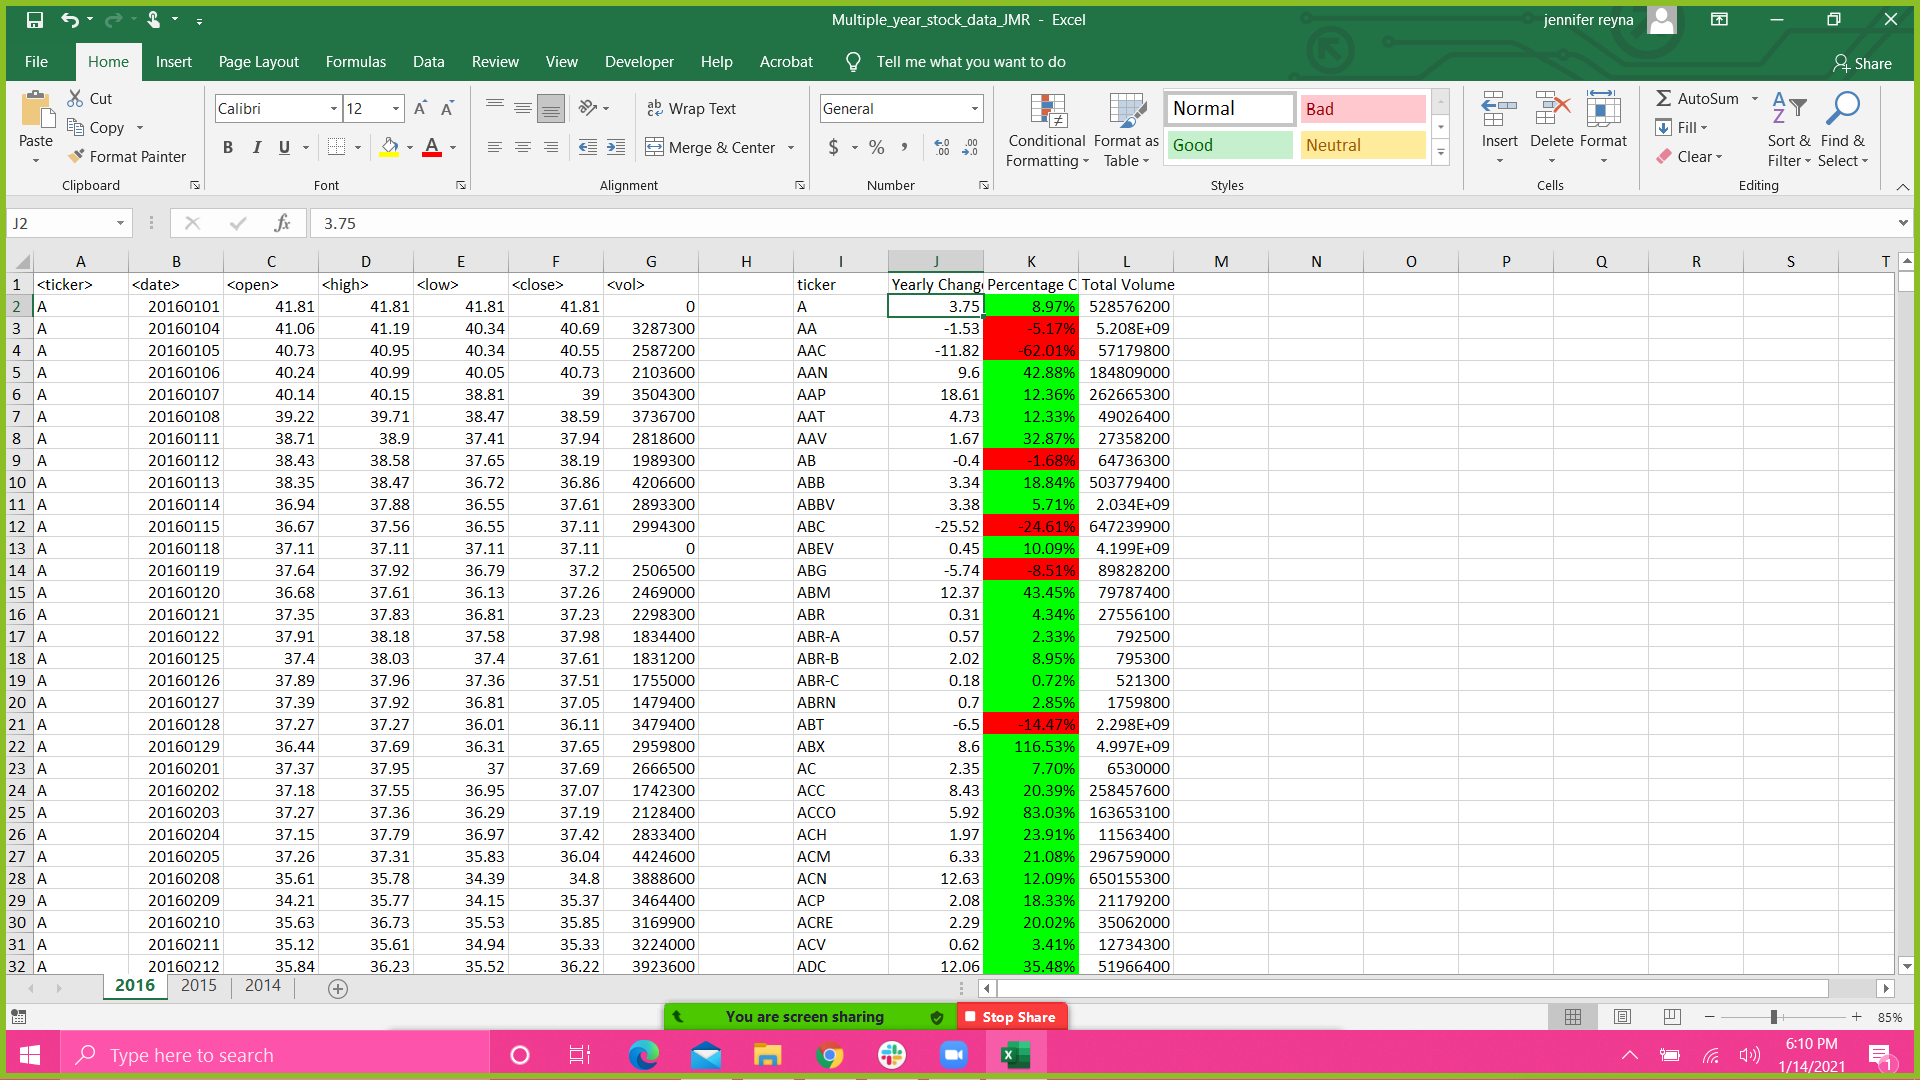 Multiple_year_stock_data_JMR - Excel
jennifer reyna
File Home Insert Page Layout Formulas Data Review View Developer Help Acrobat Tell me what you want to do Share
Paste
Cut
Copy
Format Painter
Clipboard
Calibri 12
B I U
Font
Wrap Text
Merge & Center
Alignment
General
$ % ,
Number
Conditional Formatting
Format as Table
Normal Bad
Good Neutral
Styles
Insert Delete Format
Cells
AutoSum
Fill
Clear
Sort & Filter
Find & Select
Editing
J2 fx 3.75
A B C D E F G H I J K L M N O P Q R S T
1 <ticker> <date> <open> <high> <low> <close> <vol> ticker Yearly Chang Percentage C Total Volume
2 A 20160101 41.81 41.81 41.81 41.81 0 A 3.75 8.97% 528576200
3 A 20160104 41.06 41.19 40.34 40.69 3287300 AA -1.53 -5.17% 5.208E+09
4 A 20160105 40.73 40.95 40.34 40.55 2587200 AAC -11.82 -62.01% 57179800
5 A 20160106 40.24 40.99 40.05 40.73 2103600 AAN 9.6 42.88% 184809000
6 A 20160107 40.14 40.15 38.81 39 3504300 AAP 18.61 12.36% 262665300
7 A 20160108 39.22 39.71 38.47 38.59 3736700 AAT 4.73 12.33% 49026400
8 A 20160111 38.71 38.9 37.41 37.94 2818600 AAV 1.67 32.87% 27358200
9 A 20160112 38.43 38.58 37.65 38.19 1989300 AB -0.4 -1.68% 64736300
10 A 20160113 38.35 38.47 36.72 36.86 4206600 ABB 3.34 18.84% 503779400
11 A 20160114 36.94 37.88 36.55 37.61 2893300 ABBV 3.38 5.71% 2.034E+09
12 A 20160115 36.67 37.56 36.55 37.11 2994300 ABC -25.52 -24.61% 647239900
13 A 20160118 37.11 37.11 37.11 37.11 0 ABEV 0.45 10.09% 4.199E+09
14 A 20160119 37.64 37.92 36.79 37.2 2506500 ABG -5.74 -8.51% 89828200
15 A 20160120 36.68 37.61 36.13 37.26 2469000 ABM 12.37 43.45% 79787400
16 A 20160121 37.35 37.83 36.81 37.23 2298300 ABR 0.31 4.34% 27556100
17 A 20160122 37.91 38.18 37.58 37.98 1834400 ABR-A 0.57 2.33% 792500
18 A 20160125 37.4 38.03 37.4 37.61 1831200 ABR-B 2.02 8.95% 795300
19 A 20160126 37.89 37.96 37.36 37.51 1755000 ABR-C 0.18 0.72% 521300
20 A 20160127 37.39 37.92 36.81 37.05 1479400 ABRN 0.7 2.85% 1759800
21 A 20160128 37.27 37.27 36.01 36.11 3479400 ABT -6.5 -14.47% 2.298E+09
22 A 20160129 36.44 37.69 36.31 37.65 2959800 ABX 8.6 116.53% 4.997E+09
23 A 20160201 37.37 37.95 37 37.69 2666500 AC 2.35 7.70% 6530000
24 A 20160202 37.18 37.55 36.95 37.07 1742300 ACC 8.43 20.39% 258457600
25 A 20160203 37.27 37.36 36.29 37.19 2128400 ACCO 5.92 83.03% 163653100
26 A 20160204 37.15 37.79 36.97 37.42 2833400 ACH 1.97 23.91% 11563400
27 A 20160205 37.26 37.31 35.83 36.04 4424600 ACM 6.33 21.08% 296759000
28 A 20160208 35.61 35.78 34.39 34.8 3888600 ACN 12.63 12.09% 650155300
29 A 20160209 34.21 35.77 34.15 35.37 3464400 ACP 2.08 18.33% 21179200
30 A 20160210 35.63 36.73 35.53 35.85 3169900 ACRE 2.29 20.02% 35062000
31 A 20160211 35.12 35.61 34.94 35.33 3224000 ACV 0.62 3.41% 12734300
32 A 20160212 35.84 36.23 35.52 36.22 3923600 ADC 12.06 35.48% 51966400
2016 2015 2014
You are screen sharing Stop Share
85%
Type here to search
6:10 PM
1/14/2021
1